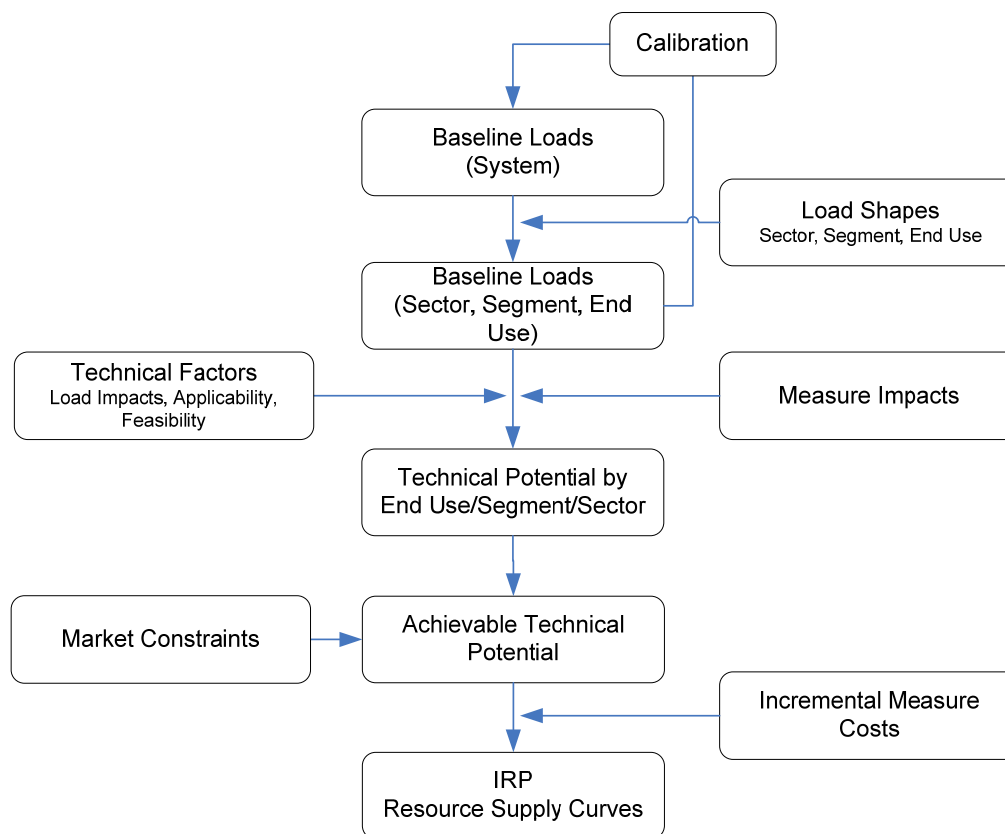 Calibration
Baseline Loads
(System)
Load Shapes
Sector, Segment, End Use
Baseline Loads
(Sector, Segment, End
Use)
Technical Factors
Load Impacts, Applicability,
Feasibility
Measure Impacts
Technical Potential by
End Use/Segment/Sector
Market Constraints
Achievable Technical
Potential
Incremental Measure
Costs
IRP
Resource Supply Curves